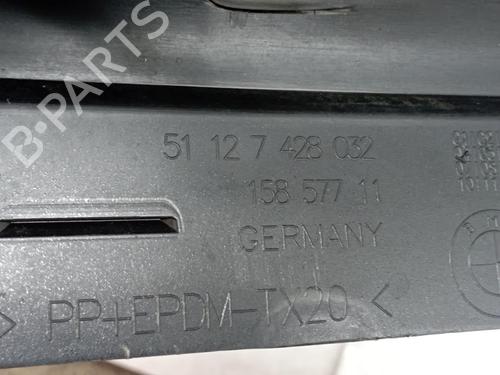 51 12 7 428 032
158 577 11
GERMANY
>PP+EPDM-TX20<
B-PARTS